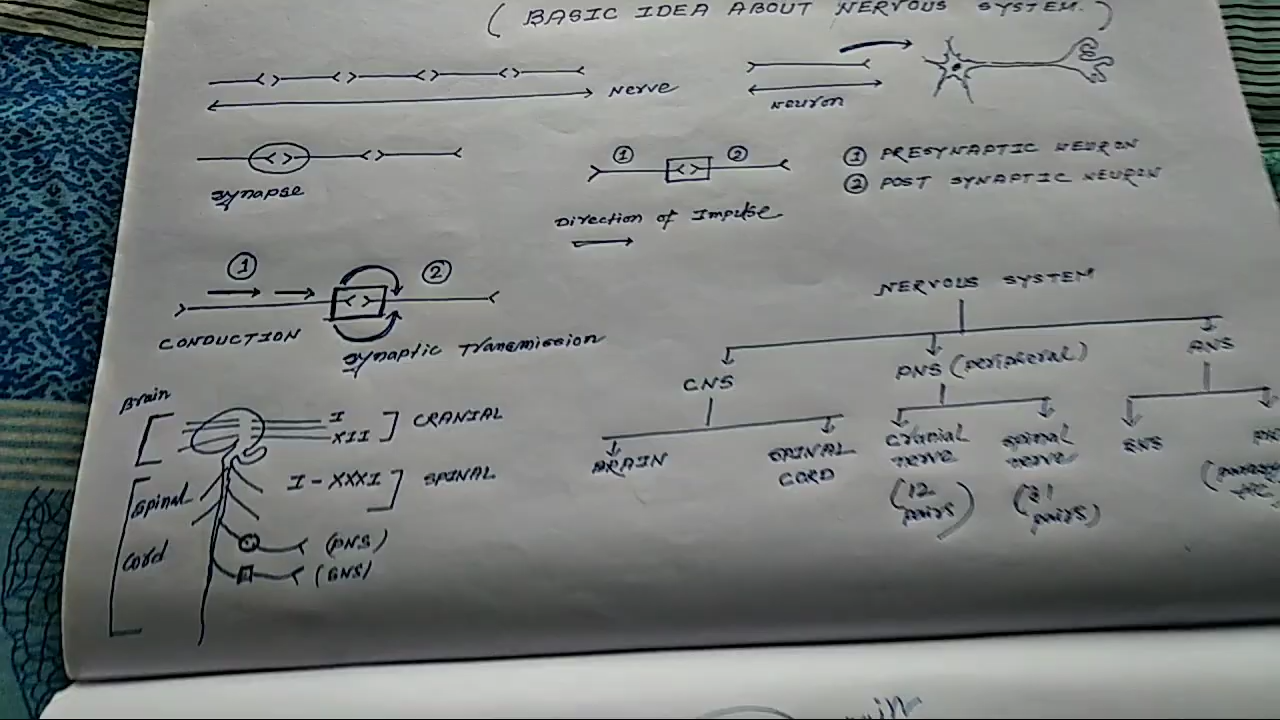 ( BASIC IDEA ABOUT NERVOUS SYSTEM. )
Nerve
Neuron
Synapse
① ②
① PRESYNAPTIC NEURON
② POST SYNAPTIC NEURON
Direction of Impulse
① ②
CONDUCTION
Synaptic Transmission
NERVOUS SYSTEM
CNS
PNS (Peripheral)
ANS
BRAIN
SPINAL
CORD
Cranial
nerve
(12
pairs)
Spinal
nerve
(31
pairs)
SNS
Brain
I
XII
CRANIAL
Spinal
Cord
I - XXXI
SPINAL
(PNS)
(SNS)